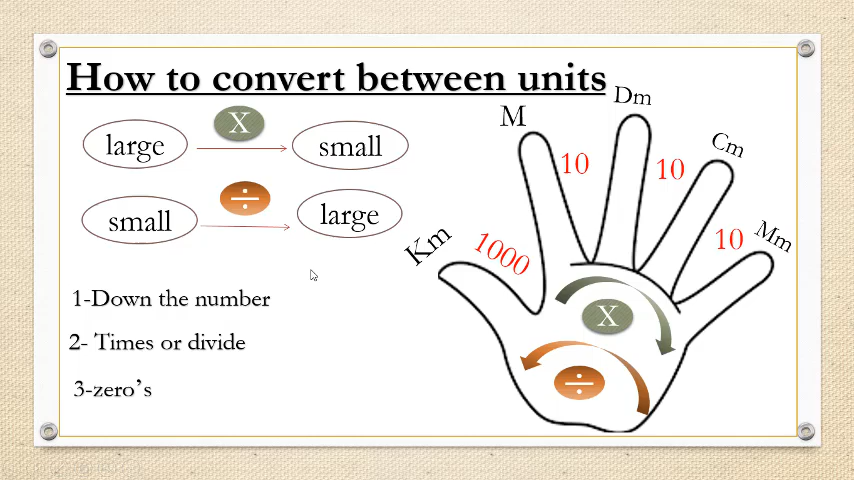 How to convert between units
large X small
small ÷ large
1-Down the number
2- Times or divide
3-zero's
Km M Dm Cm Mm
1000 10 10 10
X
÷